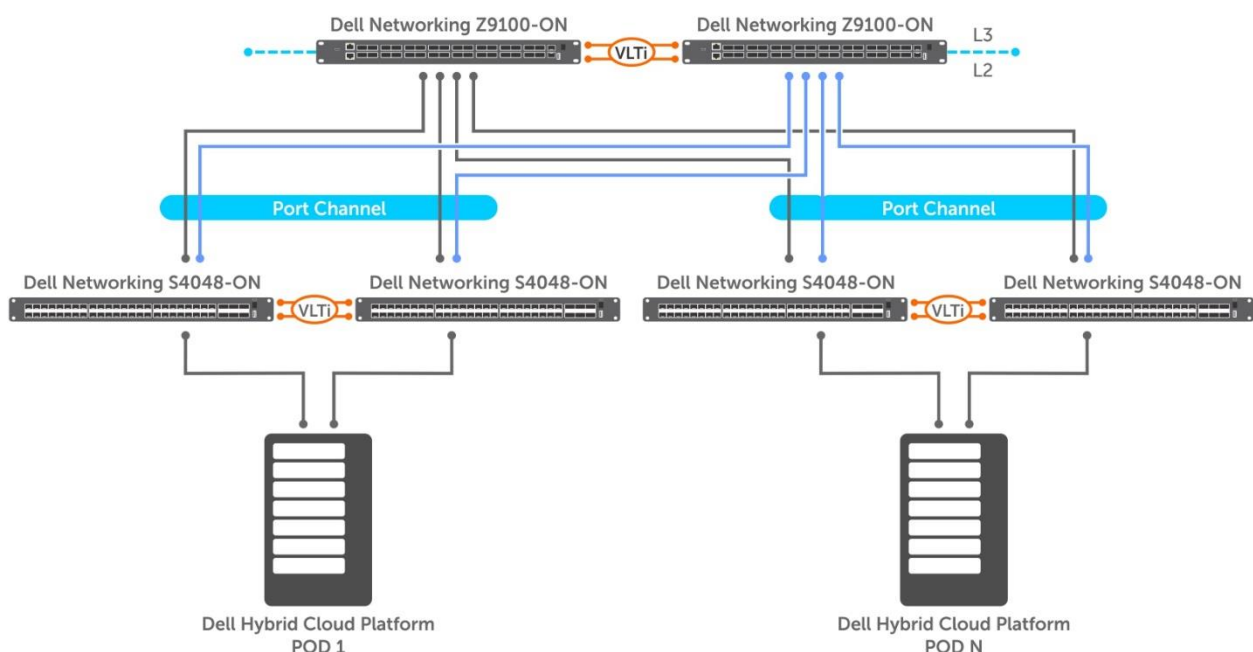 Dell Networking Z9100-ON
Dell Networking Z9100-ON
VLTi
L3
L2
Port Channel
Port Channel
Dell Networking S4048-ON
Dell Networking S4048-ON
Dell Networking S4048-ON
Dell Networking S4048-ON
VLTi
VLTi
Dell Hybrid Cloud Platform
POD 1
Dell Hybrid Cloud Platform
POD N